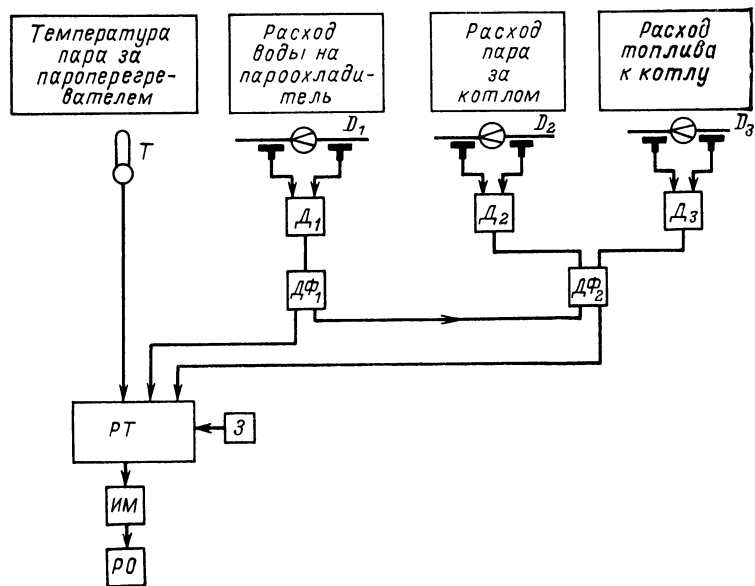 Температура
пара за
пароперегре-
вателем
Расход
воды на
пароохлади-
тель
Расход
пара
за
котлом
Расход
топлива
к котлу
T
D₁
D₂
D₃
Д₁
Д₂
Д₃
ДФ₁
ДФ₂
РТ
З
ИМ
РО